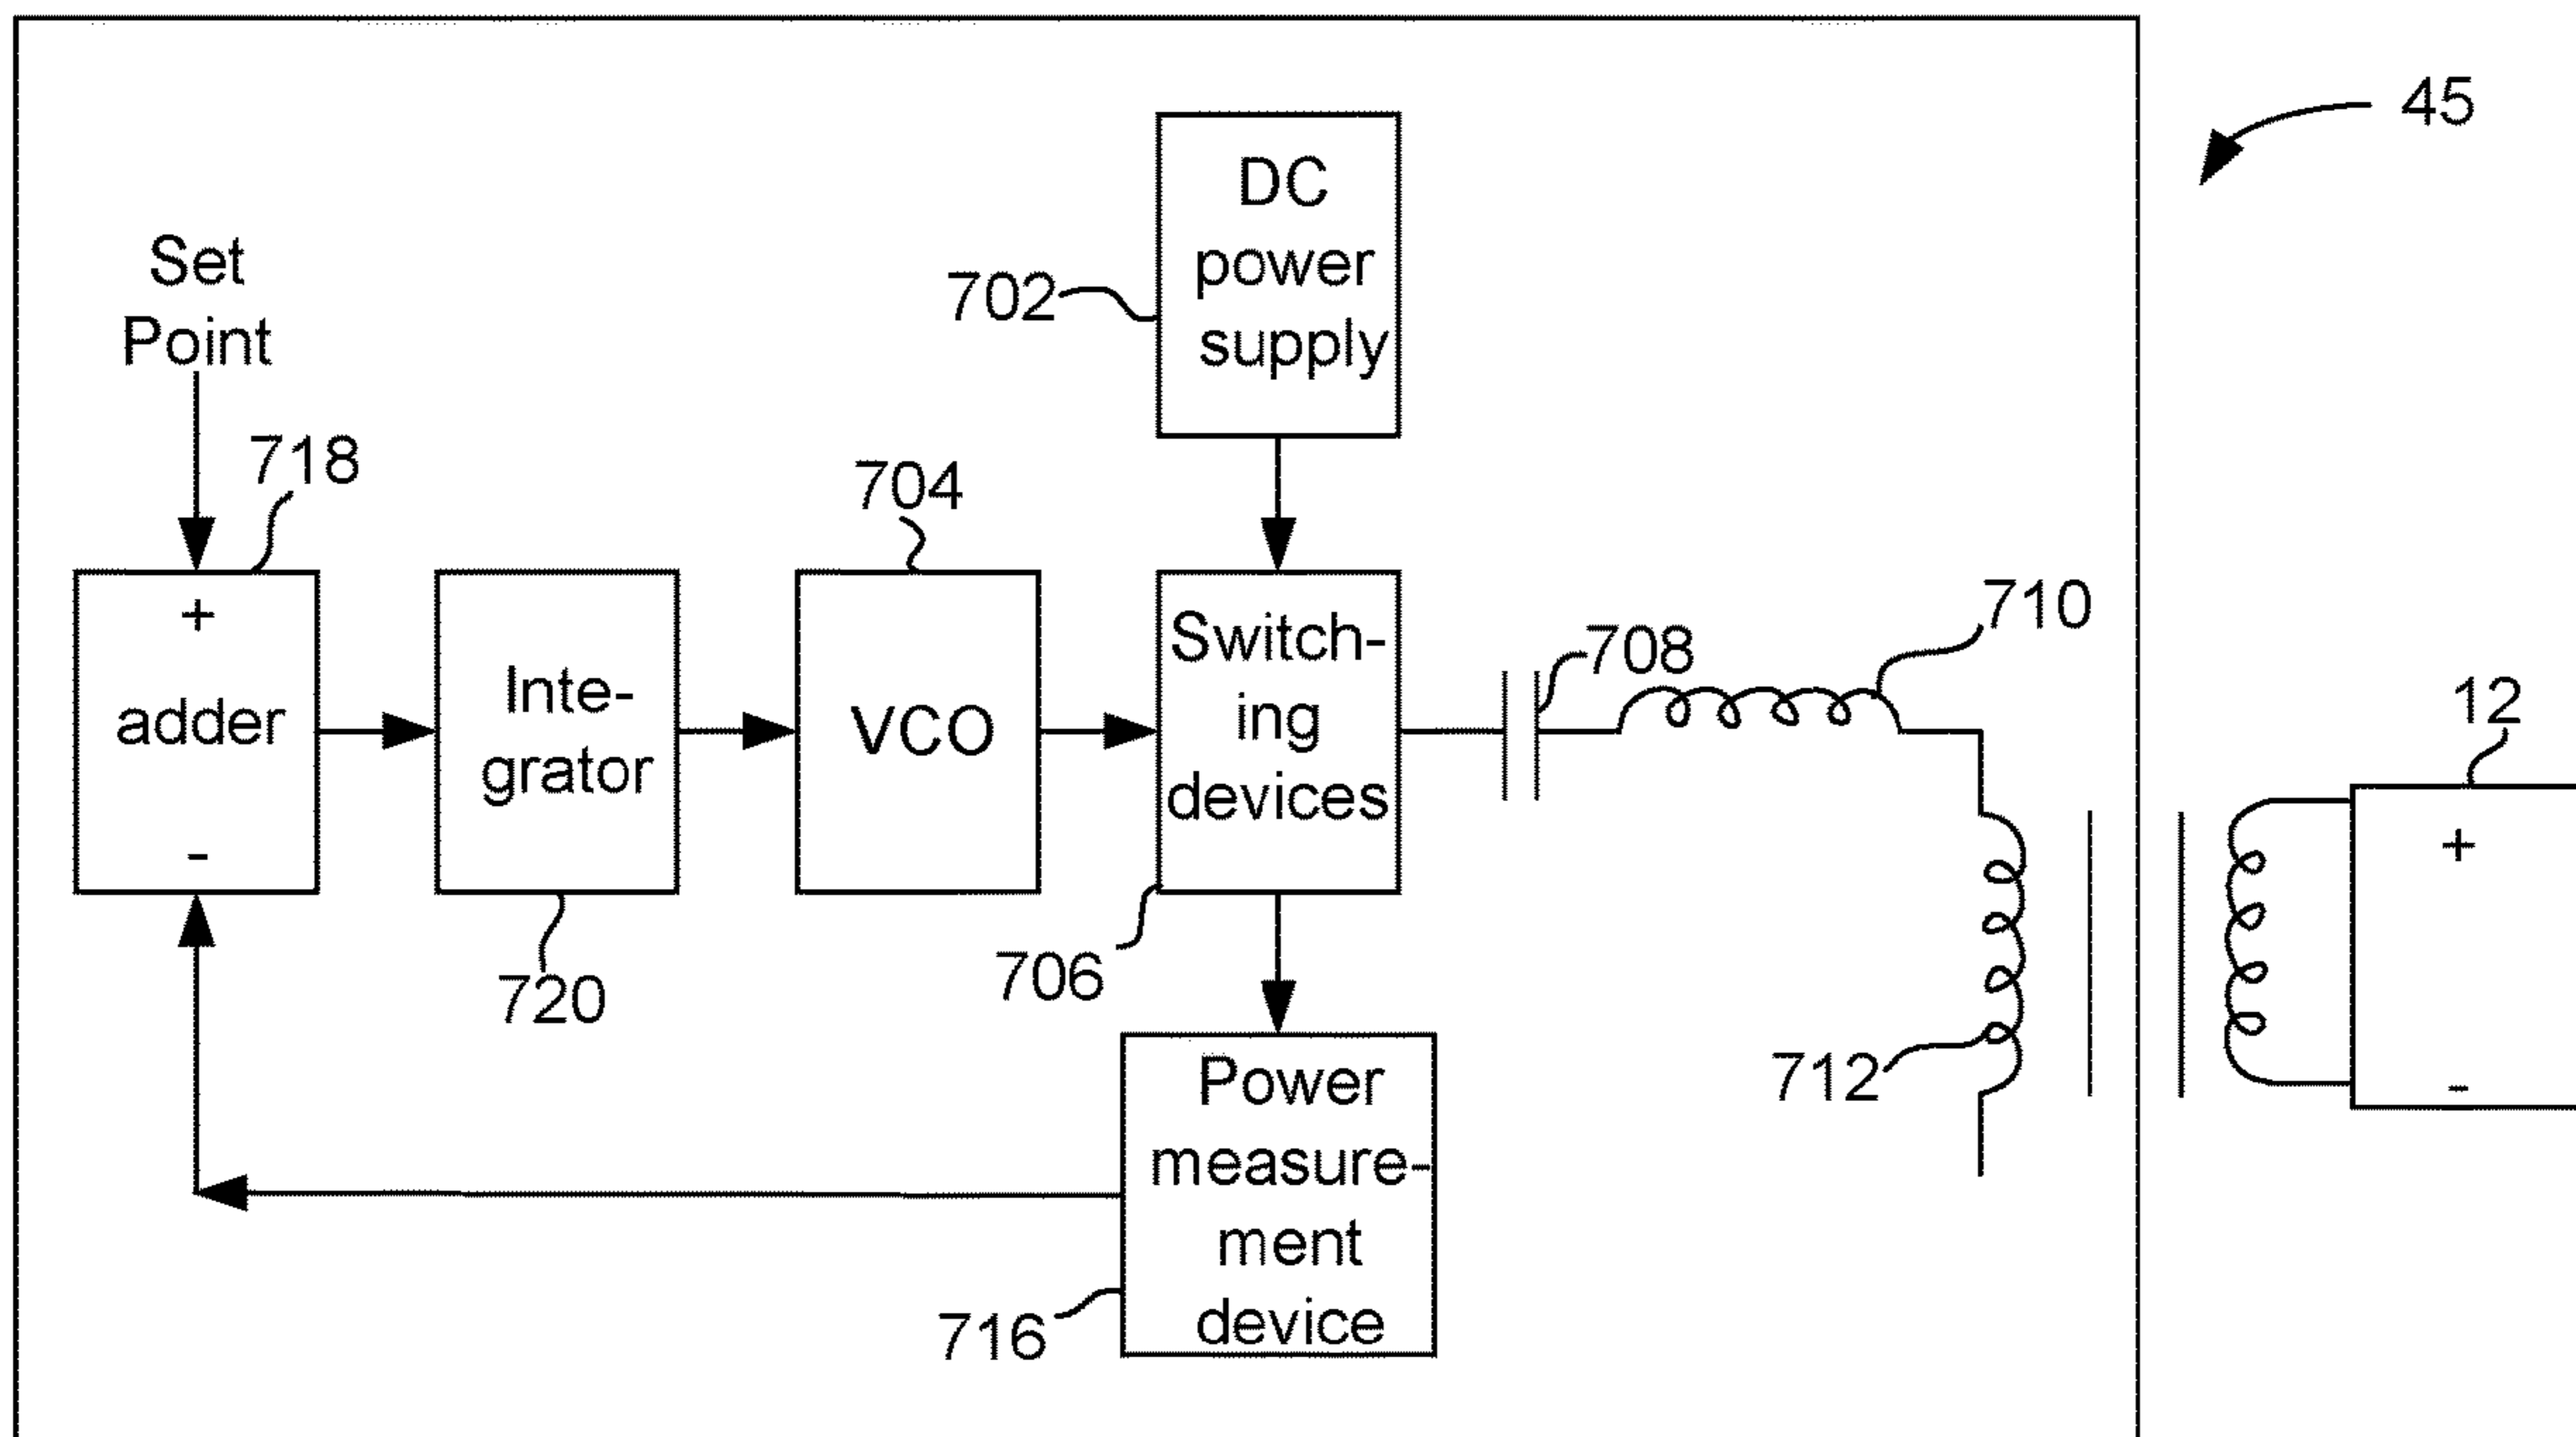 45
DC
power
supply
702
Set
Point
718
704
+
adder
-
Inte-
grator
720
VCO
Switch-
ing
devices
706
708
710
712
12
+
-
Power
measure-
ment
device
716